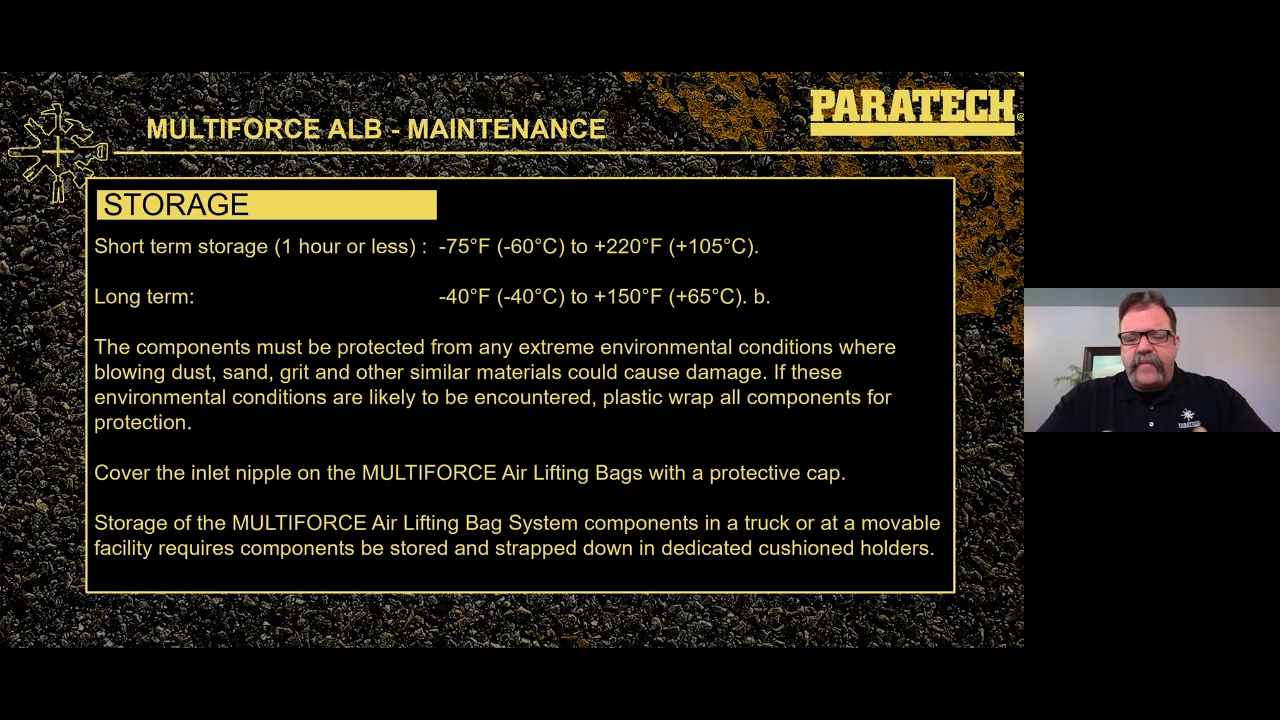 PARATECH®
MULTIFORCE ALB - MAINTENANCE
STORAGE
Short term storage (1 hour or less) : -75°F (-60°C) to +220°F (+105°C).
Long term: -40°F (-40°C) to +150°F (+65°C). b.
The components must be protected from any extreme environmental conditions where
blowing dust, sand, grit and other similar materials could cause damage. If these
environmental conditions are likely to be encountered, plastic wrap all components for
protection.
Cover the inlet nipple on the MULTIFORCE Air Lifting Bags with a protective cap.
Storage of the MULTIFORCE Air Lifting Bag System components in a truck or at a movable
facility requires components be stored and strapped down in dedicated cushioned holders.
PARATECH